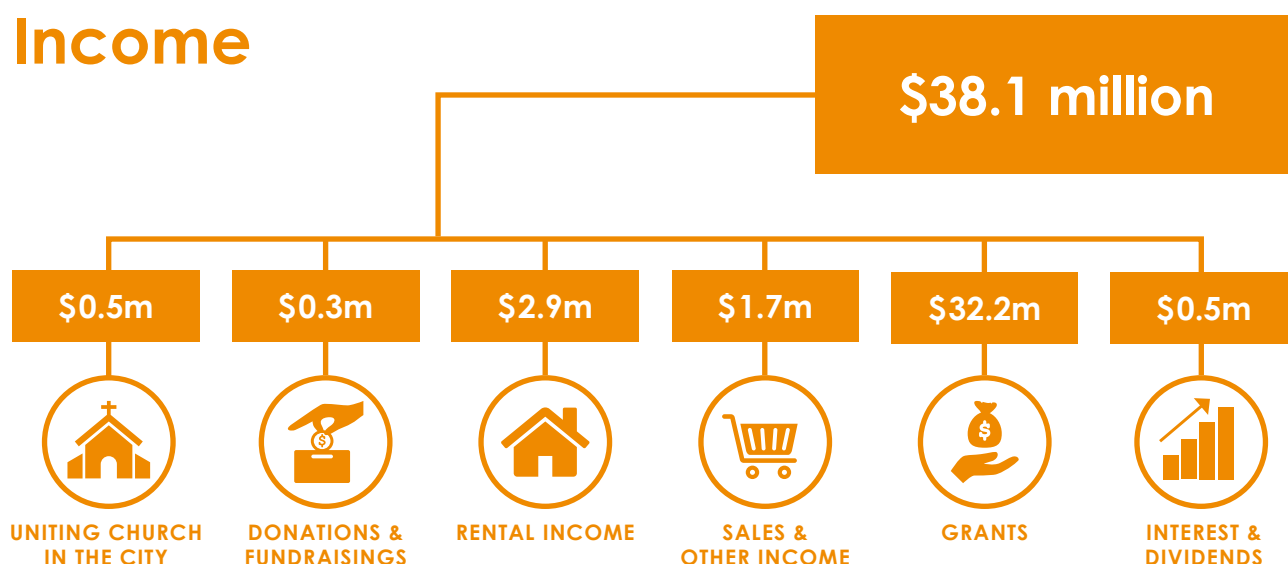 Income
$38.1 million
$0.5m
$0.3m
$2.9m
$1.7m
$32.2m
$0.5m
$
$
UNITING CHURCH
IN THE CITY
DONATIONS &
FUNDRAISINGS
RENTAL INCOME
SALES &
OTHER INCOME
GRANTS
INTEREST &
DIVIDENDS